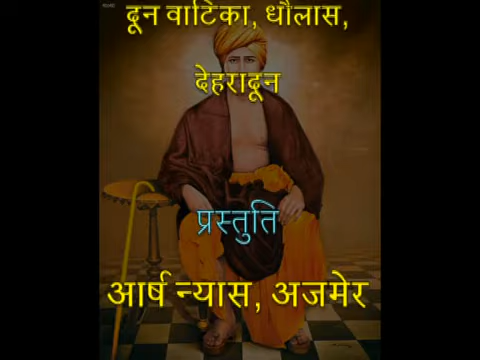 दून वाटिका, धौलास,
देहरादून
प्रस्तुति
आर्ष न्यास, अजमेर